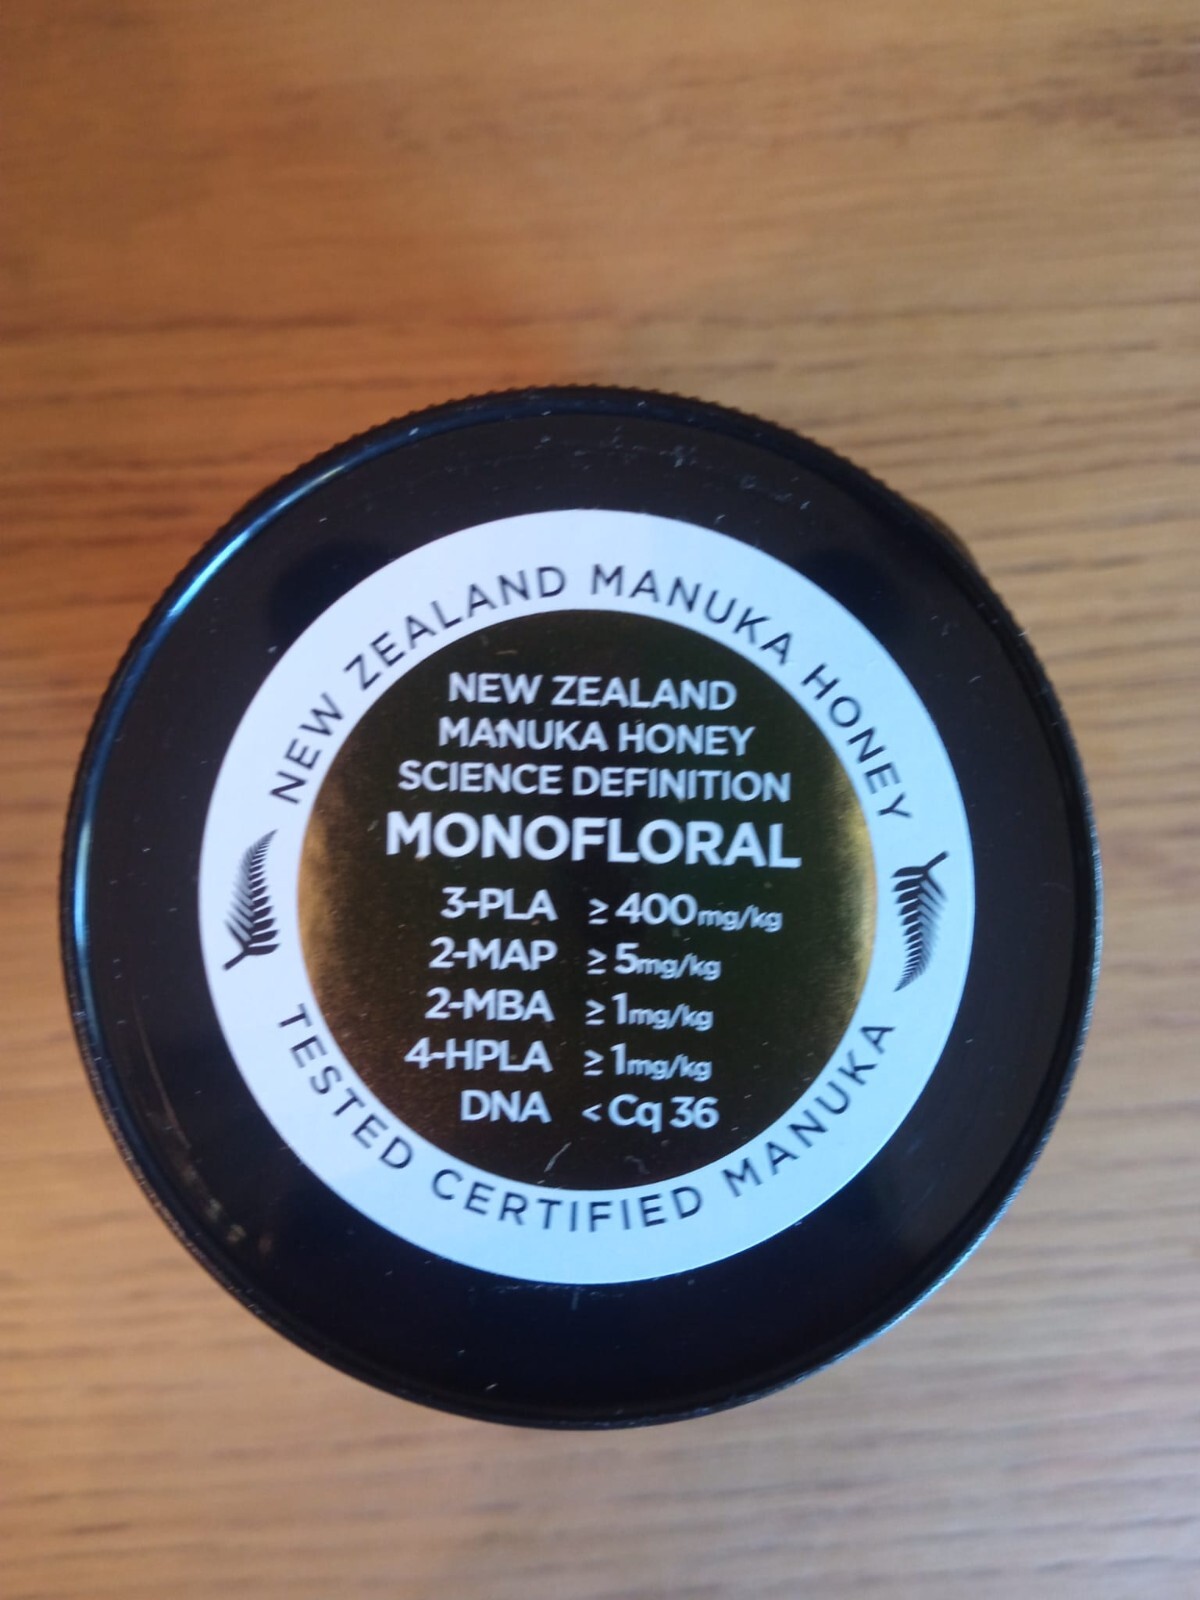 NEW ZEALAND MANUKA HONEY
NEW ZEALAND
MANUKA HONEY
SCIENCE DEFINITION
MONOFLORAL
3-PLA ≥ 400mg/kg
2-MAP ≥ 5mg/kg
2-MBA ≥ 1mg/kg
4-HPLA ≥ 1mg/kg
DNA < Cq 36
TESTED CERTIFIED MANUKA